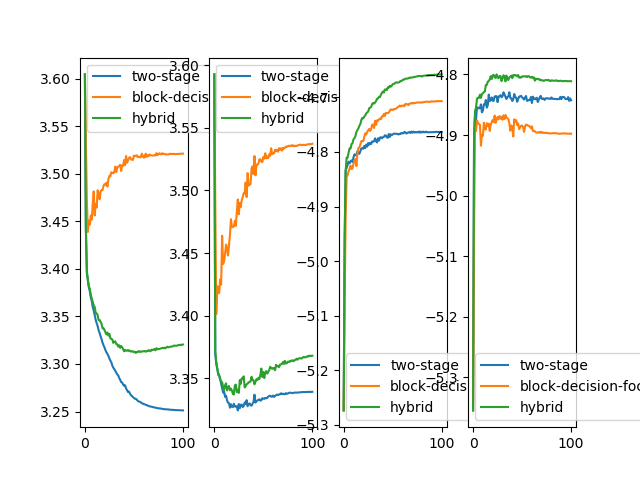 3.60
3.55
3.50
3.45
3.40
3.35
3.30
3.25
0
100
two-stage
block-decis
hybrid
3.60
3.55
3.50
3.45
3.40
3.35
0
100
two-stage
block-decis
hybrid
−4.7
−4.8
−4.9
−5.0
−5.1
−5.2
−5.3
0
100
two-stage
block-decis
hybrid
−4.8
−4.9
−5.0
−5.1
−5.2
−5.3
0
100
two-stage
block-decision-foc
hybrid